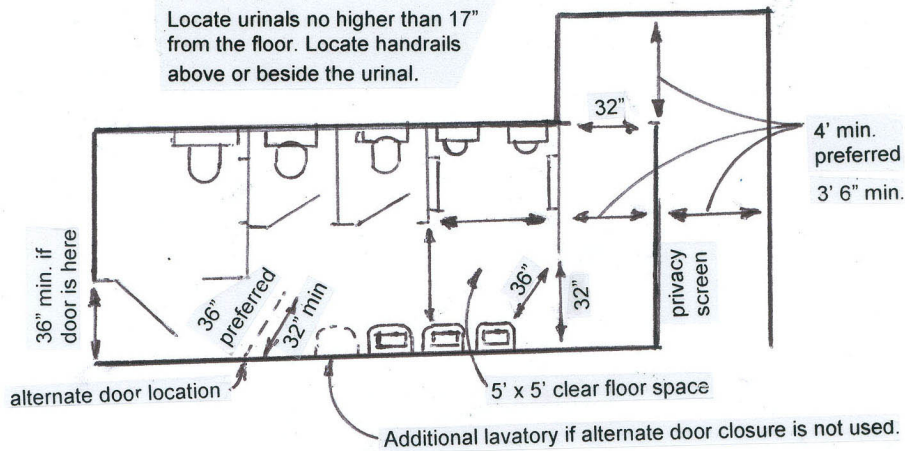 Locate urinals no higher than 17"
from the floor. Locate handrails
above or beside the urinal.
32"
4' min.
preferred
3' 6" min.
36" min. if
door is here
36"
preferred
32" min
36"
32"
privacy
screen
alternate door location
5' x 5' clear floor space
Additional lavatory if alternate door closure is not used.